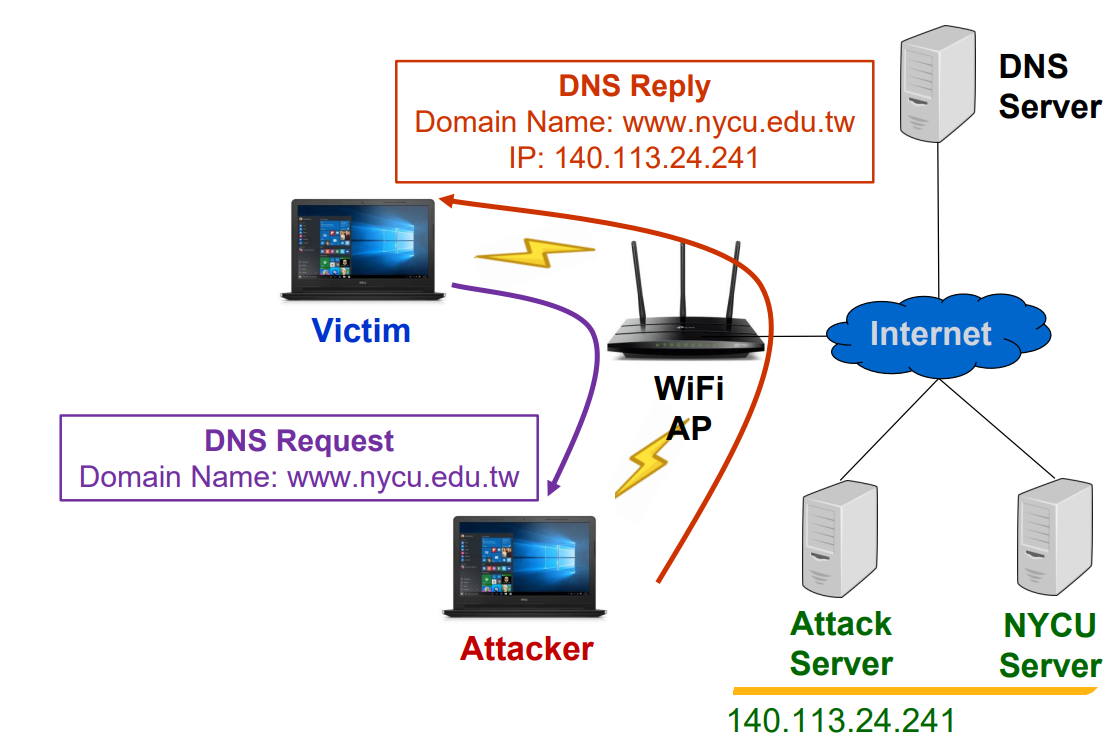 DNS Reply
Domain Name: www.nycu.edu.tw
IP: 140.113.24.241
DNS
Server
Victim
Internet
WiFi
AP
DNS Request
Domain Name: www.nycu.edu.tw
Attacker
Attack
Server
NYCU
Server
140.113.24.241